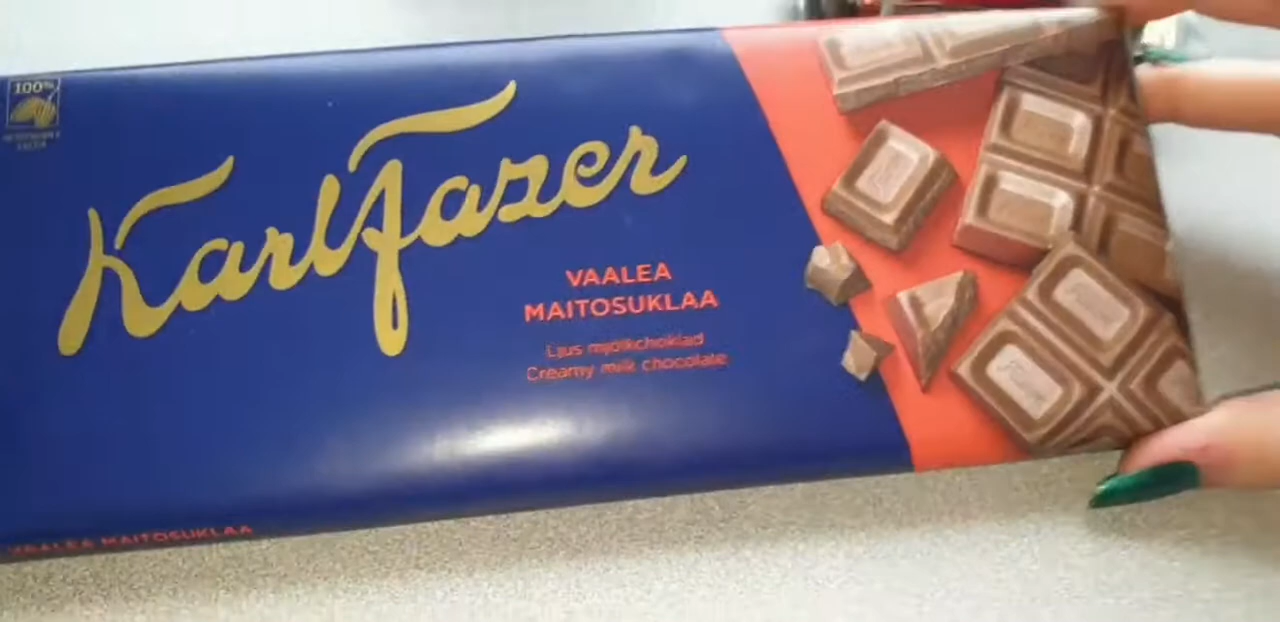 100%
Karl Fazer
VAALEA
MAITOSUKLAA
Ljus mjölkchoklad
Creamy milk chocolate
VAALEA MAITOSUKLAA